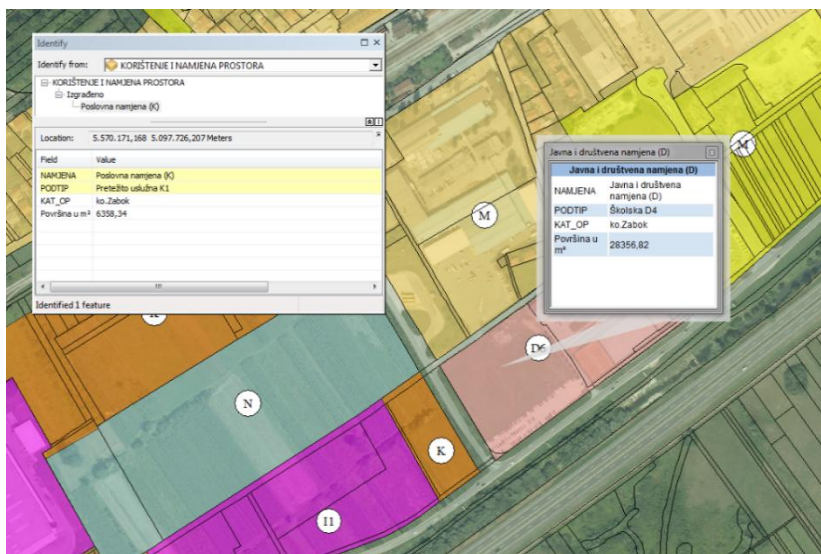 Identify
Identify from: KORIŠTENJE I NAMJENA PROSTORA
KORIŠTENJE I NAMJENA PROSTORA
Izgrađeno
Poslovna namjena (K)
Location: 5.570.171,168 5.097.726,207 Meters
Field Value
NAMJENA Poslovna namjena (K)
PODTIP Pretežito uslužna K1
KAT_OP ko.Zabok
Površina u m² 6358,34
Identified 1 feature
Javna i društvena namjena (D)
Javna i društvena namjena (D)
NAMJENA Javna i društvena
namjena (D)
PODTIP Školska D4
KAT_OP ko.Zabok
Površina u
m² 28356,82
M
M
K
D6
N
K
I1